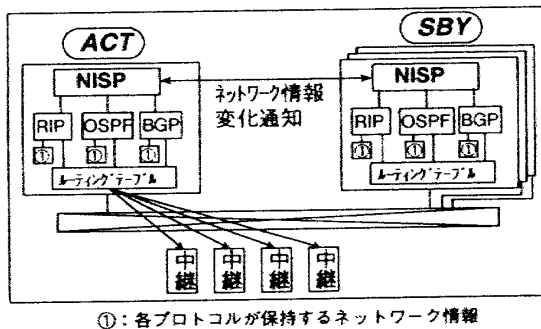 ACT
SBY
NISP
NISP
ネットワーク情報
変化通知
RIP
OSPF
BGP
RIP
OSPF
BGP
①
①
①
①
①
①
ルーティングテーブル
ルーティングテーブル
中継
中継
中継
中継
①：各プロトコルが保持するネットワーク情報